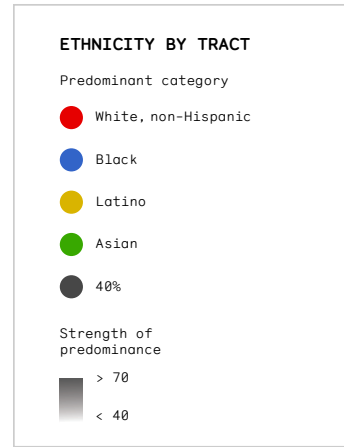 ETHNICITY BY TRACT
Predominant category
White, non-Hispanic
Black
Latino
Asian
40%
Strength of
predominance
> 70
< 40